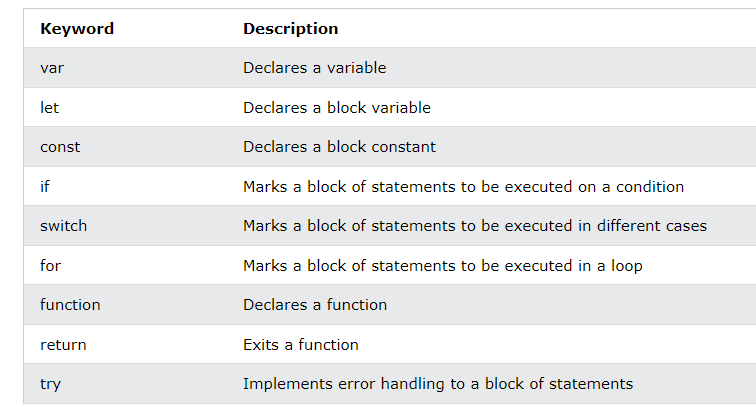 Keyword Description
var Declares a variable
let Declares a block variable
const Declares a block constant
if Marks a block of statements to be executed on a condition
switch Marks a block of statements to be executed in different cases
for Marks a block of statements to be executed in a loop
function Declares a function
return Exits a function
try Implements error handling to a block of statements